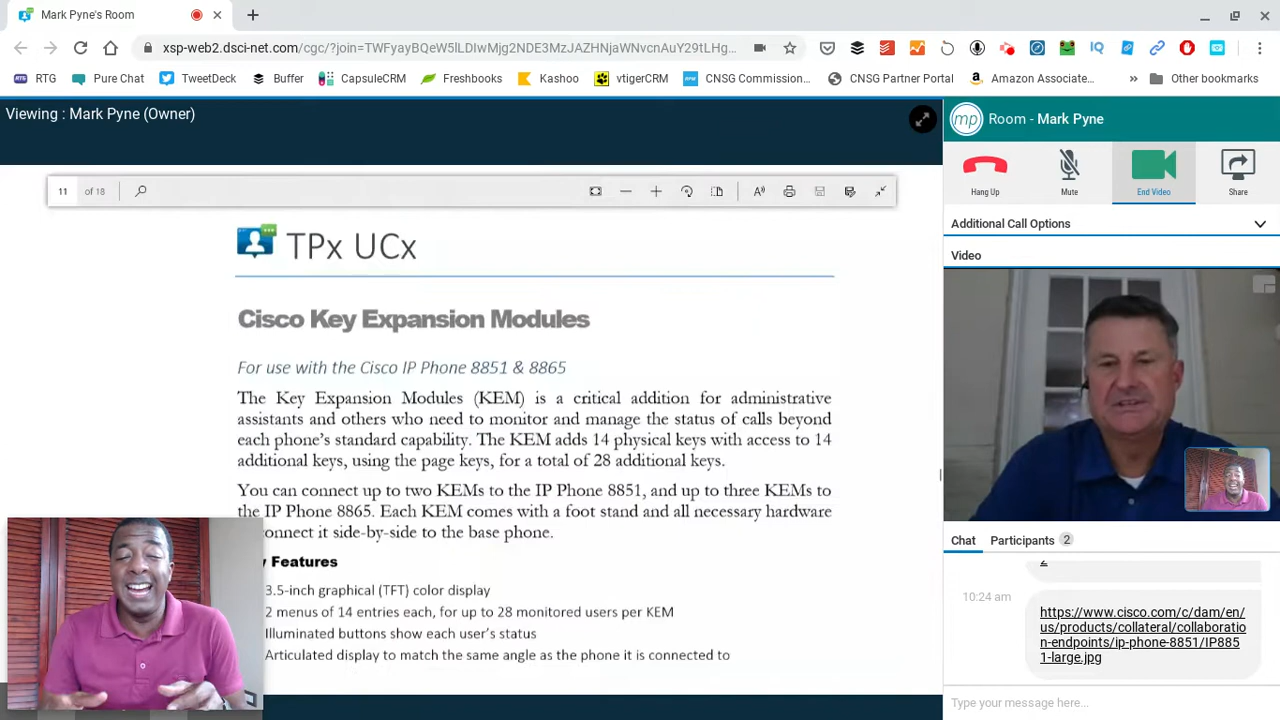 Mark Pyne's Room
xsp-web2.dsci-net.com/cgc/?join=TWFyayBQeW5lLDIwMjg2NDE3MzJAZHNjaWNvcnAuY29tLHg...
RTG Pure Chat TweetDeck Buffer CapsuleCRM Freshbooks Kashoo vtigerCRM CNSG Commission... CNSG Partner Portal Amazon Associate... » Other bookmarks
Viewing : Mark Pyne (Owner)
mp Room - Mark Pyne
Hang Up Mute End Video Share
Additional Call Options
Video
11 of 18
TPx UCx
Cisco Key Expansion Modules
For use with the Cisco IP Phone 8851 & 8865
The Key Expansion Modules (KEM) is a critical addition for administrative
assistants and others who need to monitor and manage the status of calls beyond
each phone's standard capability. The KEM adds 14 physical keys with access to 14
additional keys, using the page keys, for a total of 28 additional keys.
You can connect up to two KEMs to the IP Phone 8851, and up to three KEMs to
the IP Phone 8865. Each KEM comes with a foot stand and all necessary hardware
connect it side-by-side to the base phone.
Features
3.5-inch graphical (TFT) color display
2 menus of 14 entries each, for up to 28 monitored users per KEM
Illuminated buttons show each user's status
Articulated display to match the same angle as the phone it is connected to
Chat Participants 2
2
10:24 am
https://www.cisco.com/c/dam/en/
us/products/collateral/collaboratio
n-endpoints/ip-phone-8851/IP885
1-large.jpg
Type your message here...